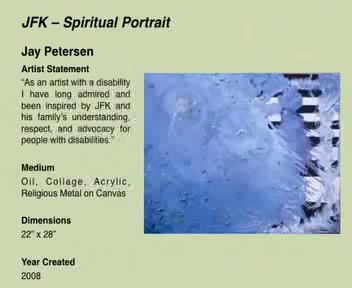 JFK – Spiritual Portrait
Jay Petersen
Artist Statement
“As an artist with a disability
I have long admired and
been inspired by JFK and
his family’s understanding,
respect, and advocacy for
people with disabilities.”
Medium
Oil, Collage, Acrylic,
Religious Metal on Canvas
Dimensions
22” x 28”
Year Created
2008